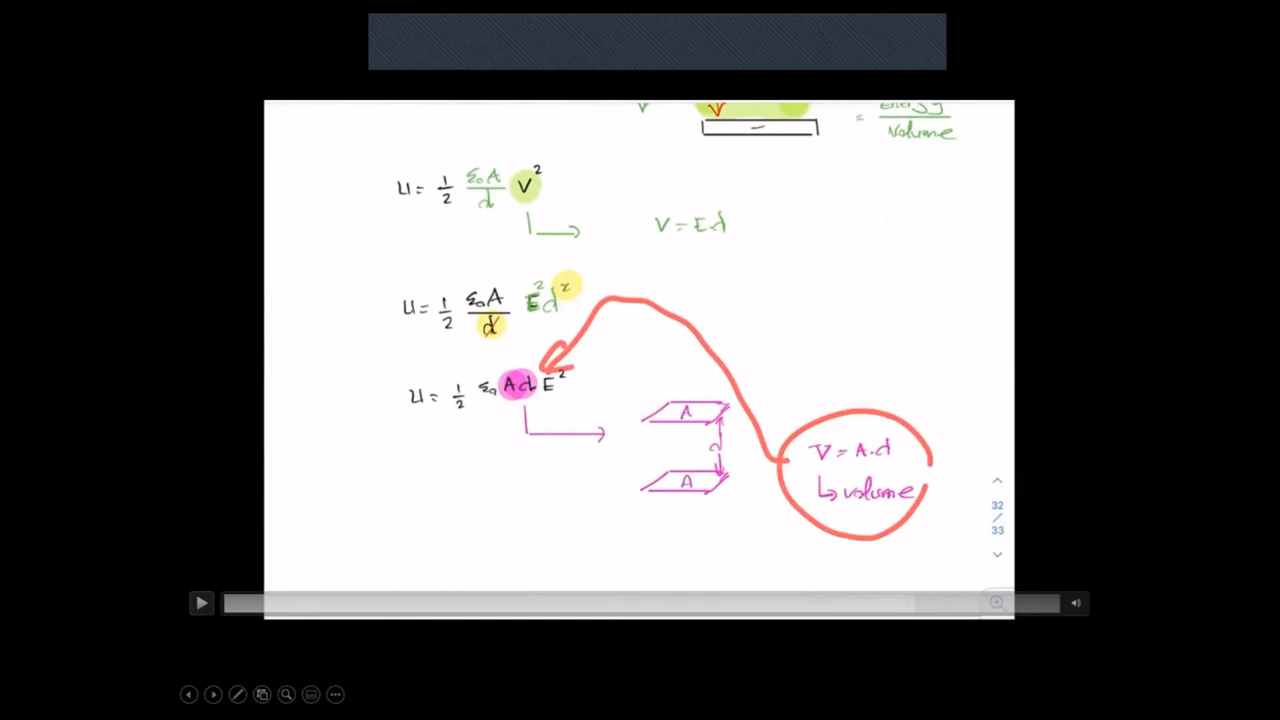 V
= Energy / Volume
−
U = 1/2 ε₀A/d V²
V = Ed
U = 1/2 ε₀A/d E²d²
U = 1/2 ε₀ Ad E²
A
d
A
V = A.d
↳ volume
32
/
33